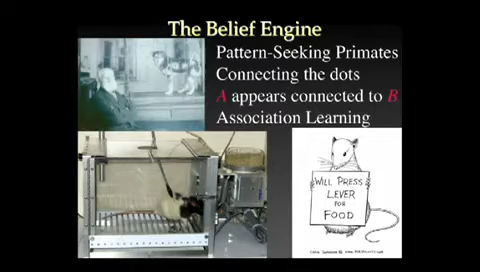 The Belief Engine
Pattern-Seeking Primates
Connecting the dots
A appears connected to B
Association Learning
WILL PRESS
LEVER
FOR
FOOD